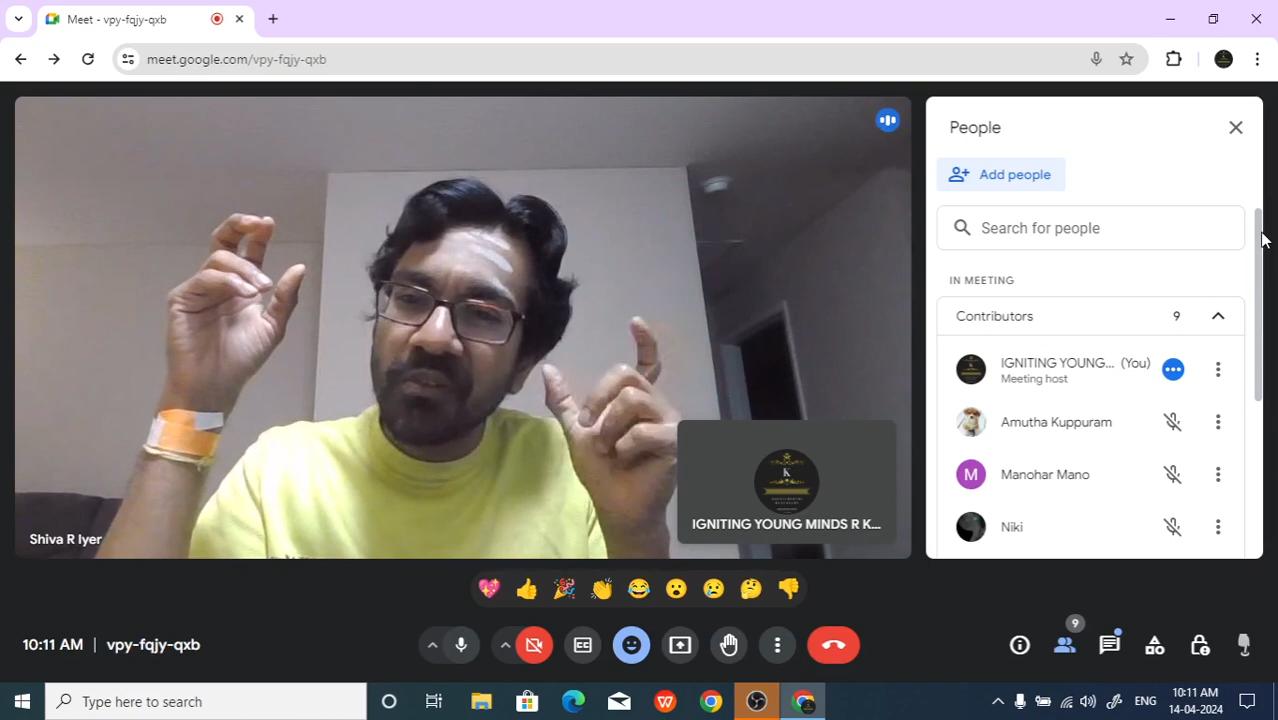 Meet - vpy-fqjy-qxb
meet.google.com/vpy-fqjy-qxb
People
Add people
Search for people
IN MEETING
Contributors 9
IGNITING YOUNG... (You)
Meeting host
Amutha Kuppuram
M Manohar Mano
Niki
K
IGNITING YOUNG MINDS R K...
Shiva R Iyer
10:11 AM | vpy-fqjy-qxb
9
Type here to search
ENG
10:11 AM
14-04-2024